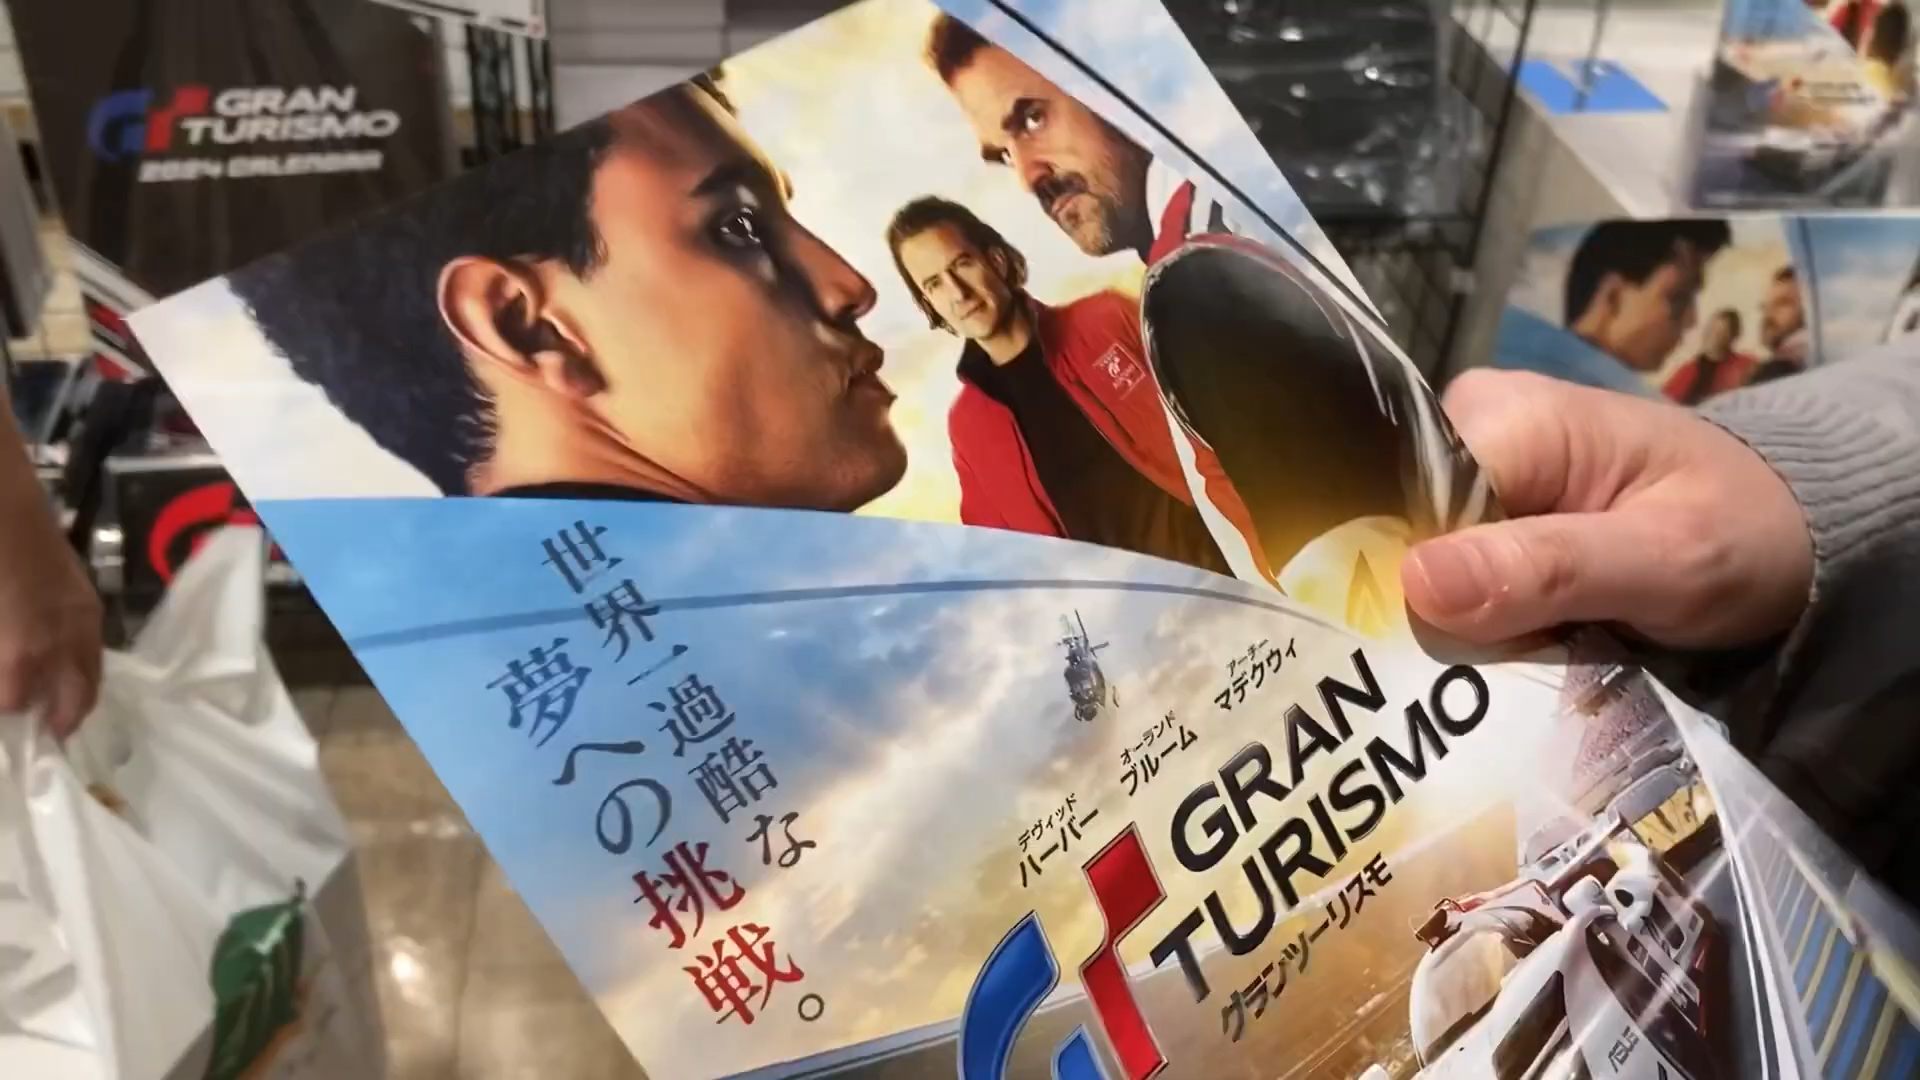 GRAN
TURISMO
2024 CALENDAR
世界一過酷な
夢への挑戦。
デヴィッド
ハーバー
オーランド
ブルーム
アーチー
マデクウィ
GRAN
TURISMO
グランツーリスモ